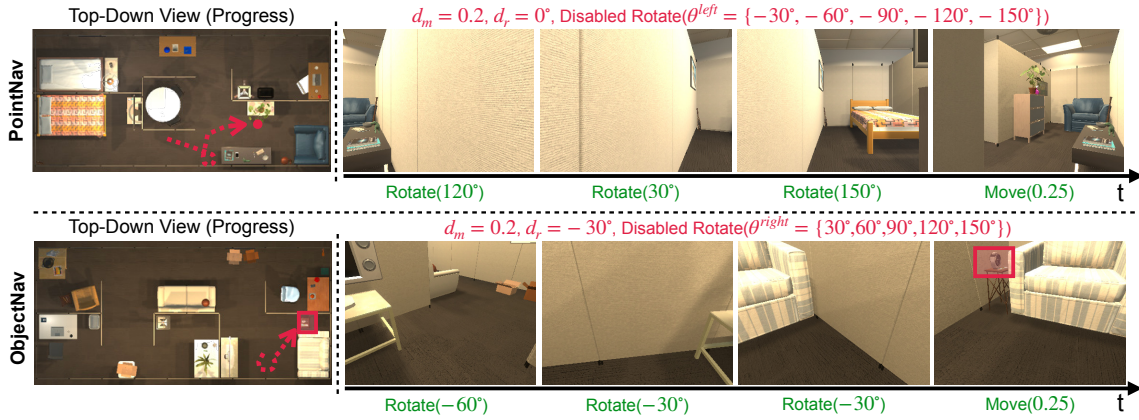 PointNav
Top-Down View (Progress)
d_m = 0.2, d_r = 0°, Disabled Rotate(θ^left = {−30°, − 60°, − 90°, − 120°, − 150°})
Rotate(120°)
Rotate(30°)
Rotate(150°)
Move(0.25)
t
ObjectNav
Top-Down View (Progress)
d_m = 0.2, d_r = − 30°, Disabled Rotate(θ^right = {30°,60°,90°,120°,150°})
Rotate(−60°)
Rotate(−30°)
Rotate(−30°)
Move(0.25)
t